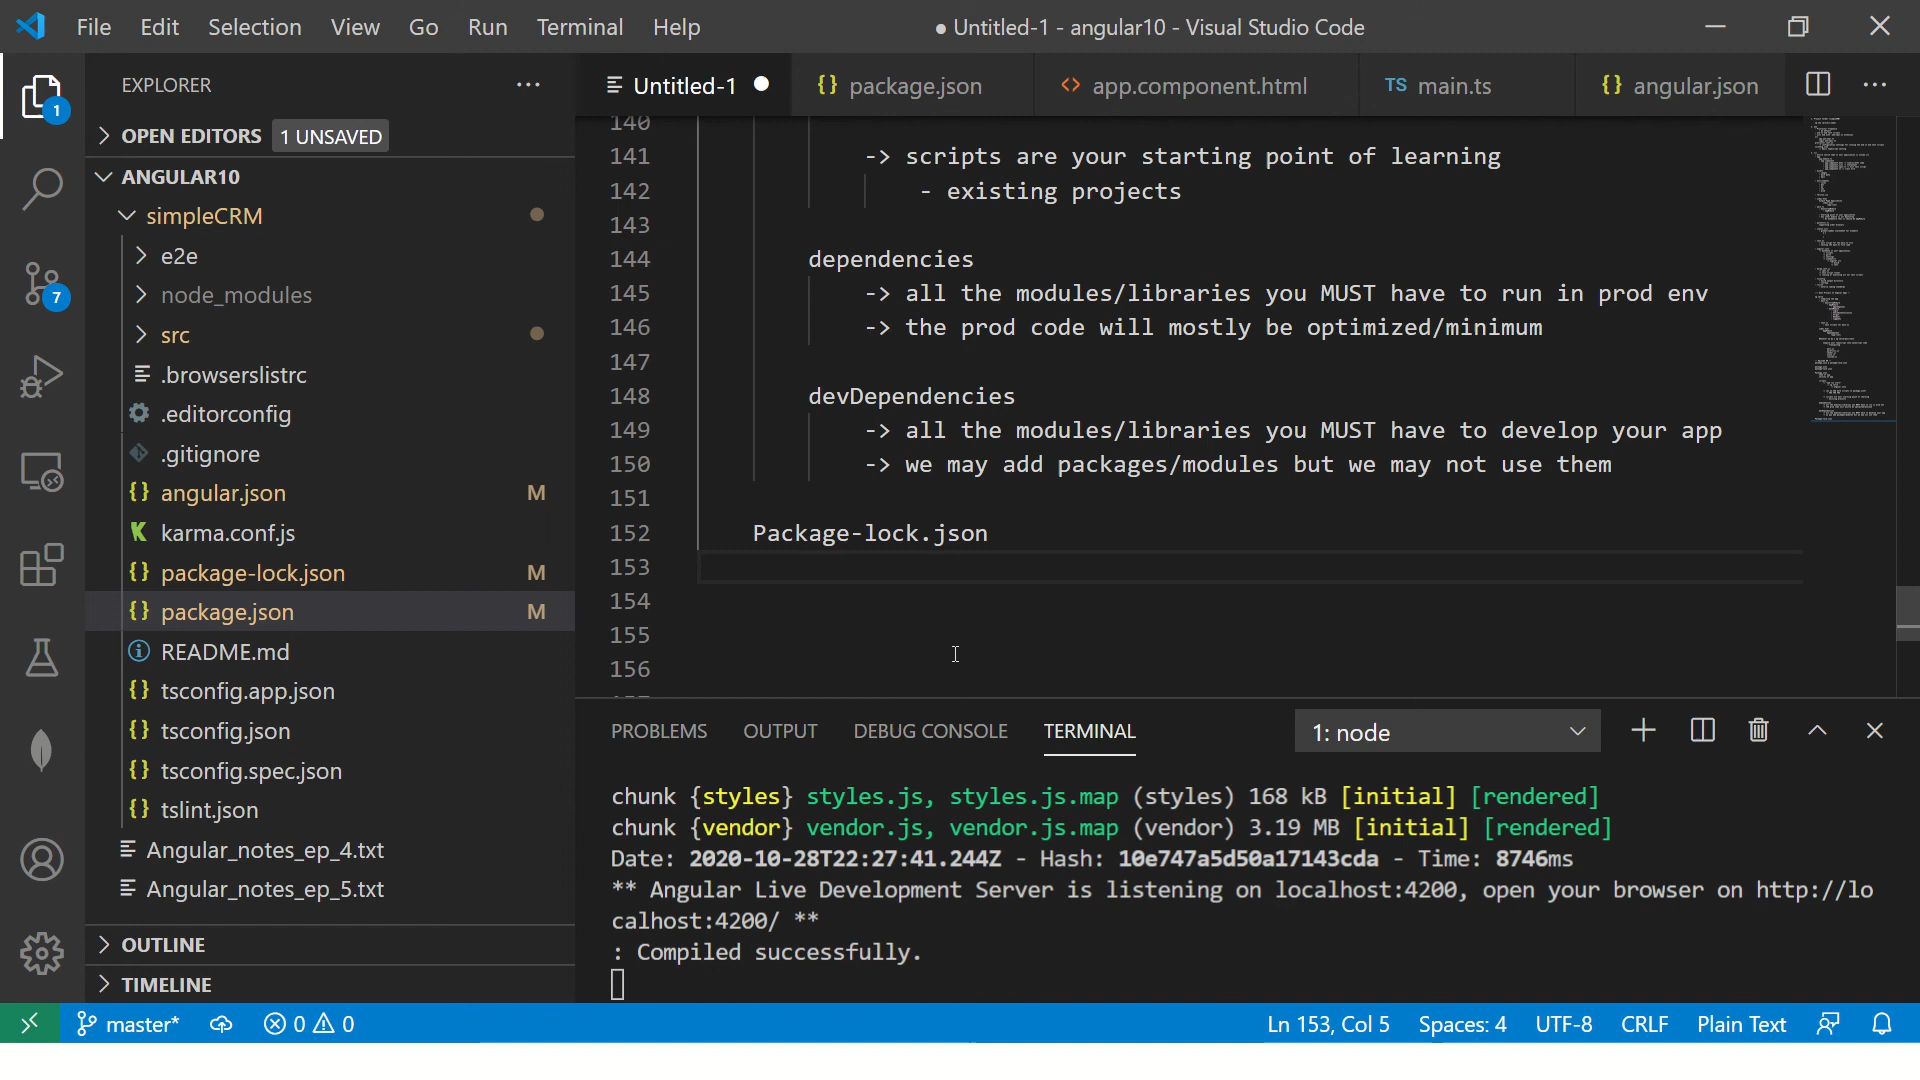 File Edit Selection View Go Run Terminal Help
● Untitled-1 - angular10 - Visual Studio Code
EXPLORER
Untitled-1 package.json app.component.html TS main.ts angular.json
OPEN EDITORS 1 UNSAVED
ANGULAR10
simpleCRM
e2e
node_modules
src
.browserslistrc
.editorconfig
.gitignore
angular.json M
karma.conf.js
package-lock.json M
package.json M
README.md
tsconfig.app.json
tsconfig.json
tsconfig.spec.json
tslint.json
Angular_notes_ep_4.txt
Angular_notes_ep_5.txt
OUTLINE
TIMELINE
1
7
140
141 -> scripts are your starting point of learning
142 - existing projects
143
144 dependencies
145 -> all the modules/libraries you MUST have to run in prod env
146 -> the prod code will mostly be optimized/minimum
147
148 devDependencies
149 -> all the modules/libraries you MUST have to develop your app
150 -> we may add packages/modules but we may not use them
151
152 Package-lock.json
153
154
155
156
PROBLEMS OUTPUT DEBUG CONSOLE TERMINAL 1: node
chunk {styles} styles.js, styles.js.map (styles) 168 kB [initial] [rendered]
chunk {vendor} vendor.js, vendor.js.map (vendor) 3.19 MB [initial] [rendered]
Date: 2020-10-28T22:27:41.244Z - Hash: 10e747a5d50a17143cda - Time: 8746ms
** Angular Live Development Server is listening on localhost:4200, open your browser on http://lo
calhost:4200/ **
: Compiled successfully.
master* 0 0 Ln 153, Col 5 Spaces: 4 UTF-8 CRLF Plain Text